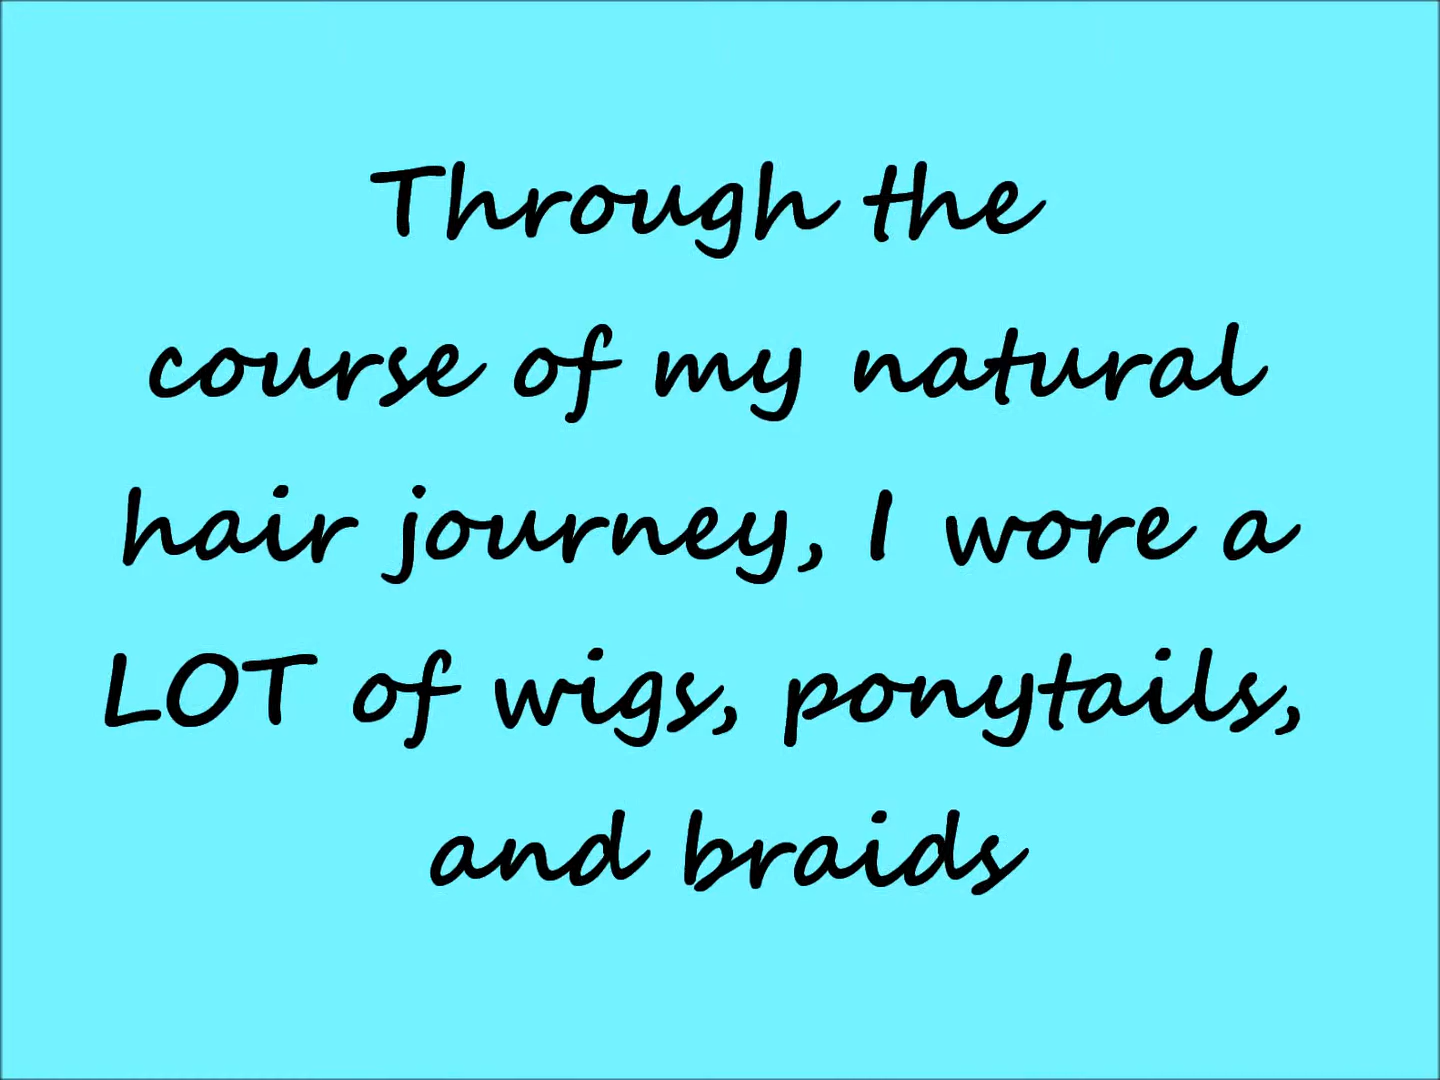 Through the
course of my natural
hair journey, I wore a
LOT of wigs, ponytails,
and braids